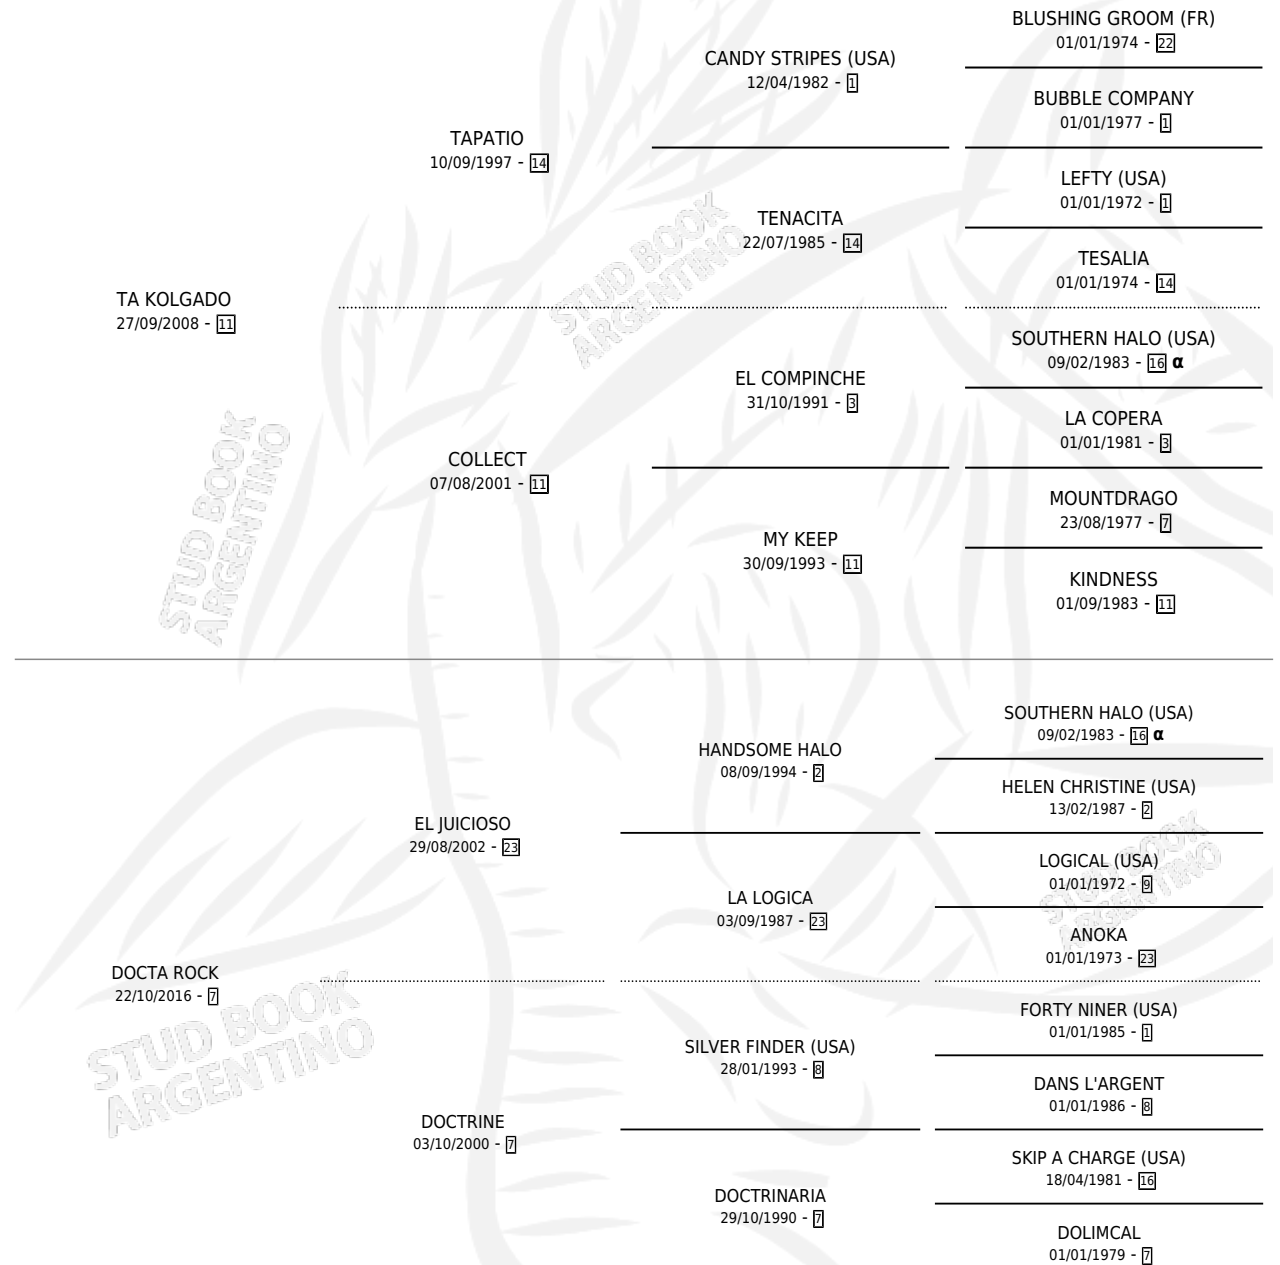 BLUSHING GROOM (FR)
01/01/1974 - 22
CANDY STRIPES (USA)
12/04/1982 - 1
BUBBLE COMPANY
01/01/1977 - 1
TAPATIO
10/09/1997 - 14
LEFTY (USA)
01/01/1972 - 1
TENACITA
22/07/1985 - 14
TESALIA
01/01/1974 - 14
TA KOLGADO
27/09/2008 - 11
SOUTHERN HALO (USA)
09/02/1983 - 16 α
EL COMPINCHE
31/10/1991 - 3
LA COPERA
01/01/1981 - 3
COLLECT
07/08/2001 - 11
MOUNTDRAGO
23/08/1977 - 7
MY KEEP
30/09/1993 - 11
KINDNESS
01/09/1983 - 11
SOUTHERN HALO (USA)
09/02/1983 - 16 α
HANDSOME HALO
08/09/1994 - 2
HELEN CHRISTINE (USA)
13/02/1987 - 2
EL JUICIOSO
29/08/2002 - 23
LOGICAL (USA)
01/01/1972 - 9
LA LOGICA
03/09/1987 - 23
ANOKA
01/01/1973 - 23
DOCTA ROCK
22/10/2016 - 7
FORTY NINER (USA)
01/01/1985 - 1
SILVER FINDER (USA)
28/01/1993 - 8
DANS L'ARGENT
01/01/1986 - 8
DOCTRINE
03/10/2000 - 7
SKIP A CHARGE (USA)
18/04/1981 - 16
DOCTRINARIA
29/10/1990 - 7
DOLIMCAL
01/01/1979 - 7
STUD BOOK
ARGENTINO
STUD BOOK
ARGENTINO
STUD BOOK
ARGENTINO
STUD BOOK
ARGENTINO